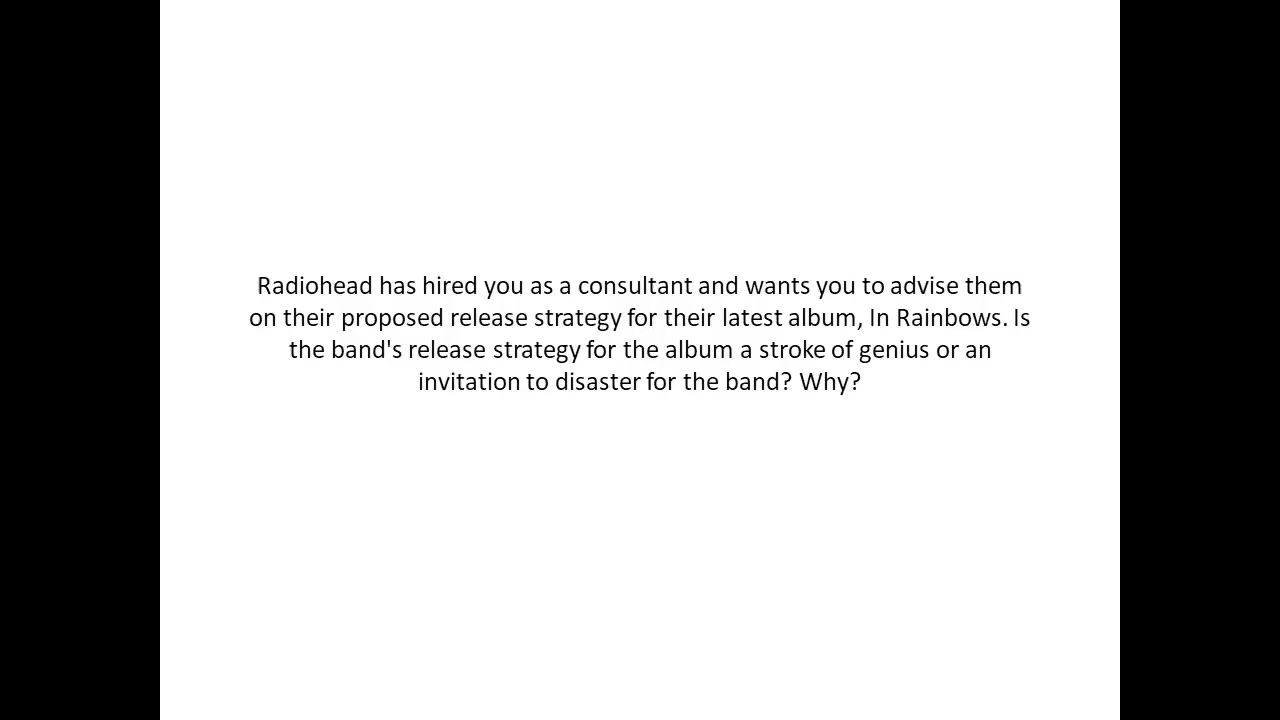 Radiohead has hired you as a consultant and wants you to advise them
on their proposed release strategy for their latest album, In Rainbows. Is
the band's release strategy for the album a stroke of genius or an
invitation to disaster for the band? Why?